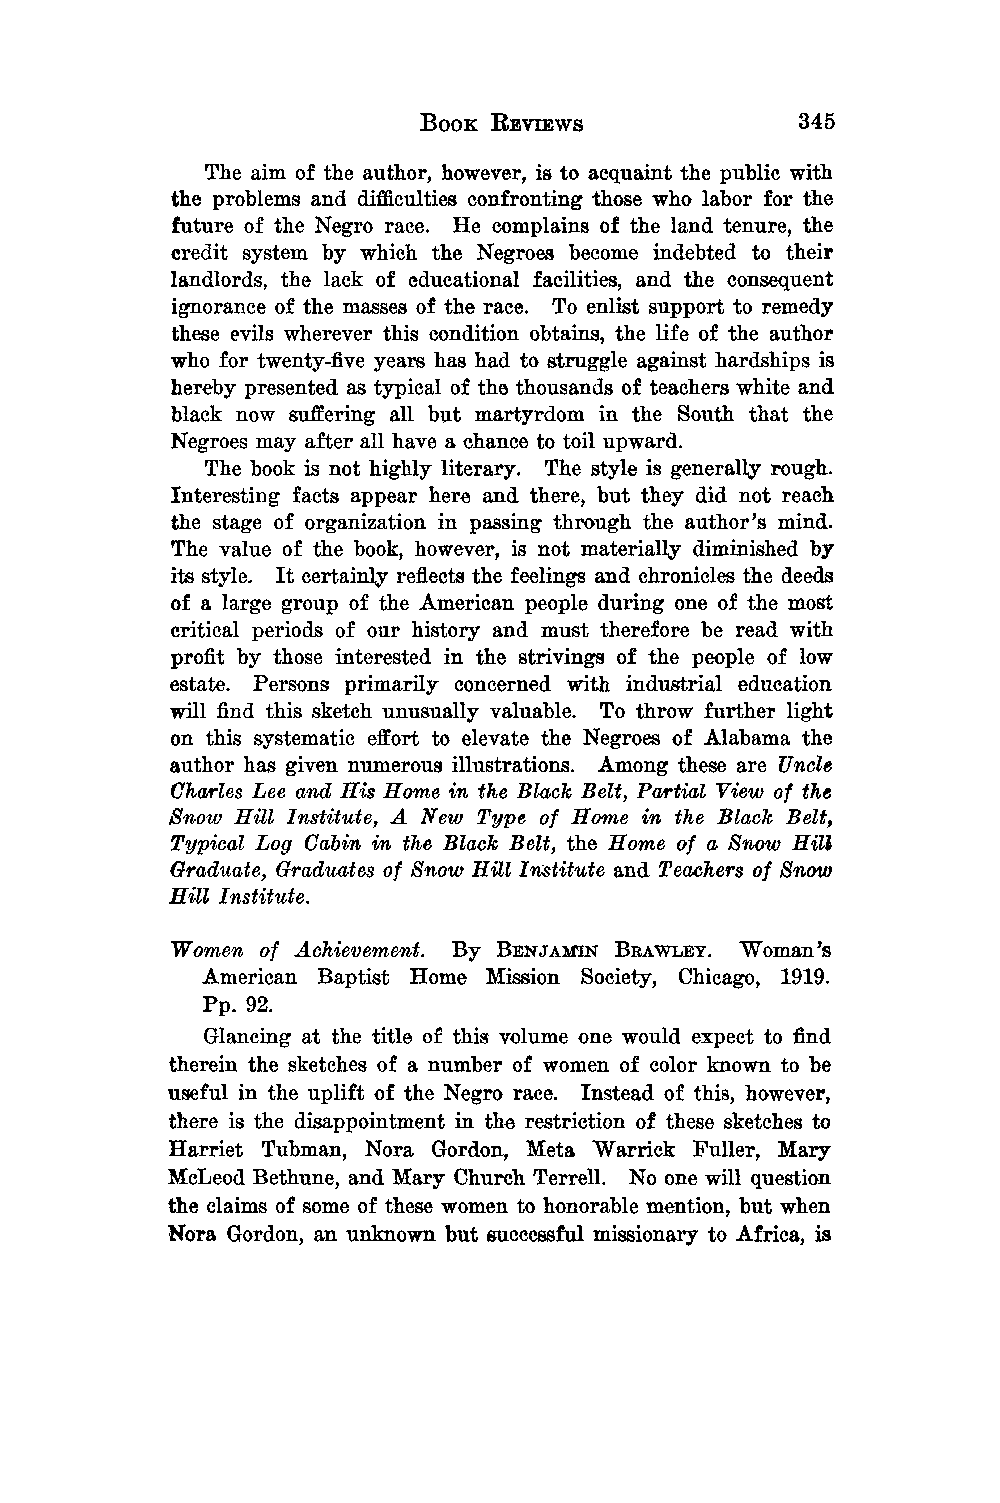 Book Reviews 345
The aim of the author, however, is to acquaint the public with
the problems and difficulties confronting those who labor for the
future of the Negro race. He complains of the land tenure, the
credit system by which the Negroes become indebted to their
landlords, the lack of educational facilities, and the consequent
ignorance of the masses of the race. To enlist support to remedy
these evils wherever this condition obtains, the life of the author
who for twenty-five years has had to struggle against hardships is
hereby presented as typical of the thousands of teachers white and
black now suffering all but martyrdom in the South that the
Negroes may after all have a chance to toil upward.
The book is not highly literary. The style is generally rough.
Interesting facts appear here and there, but they did not reach
the stage of organization in passing through the author's mind.
The value of the book, however, is not materially diminished by
its style. It certainly reflects the feelings and chronicles the deeds
of a large group of the American people during one of the most
critical periods of our history and must therefore be read with
profit by those interested in the strivings of the people of low
estate. Persons primarily concerned with industrial education
will find this sketch unusually valuable. To throw further light
on this systematic effort to elevate the Negroes of Alabama the
author has given numerous illustrations. Among these are Uncle
Charles Lee and His Home in the Black Belt, Partial View of the
Snow Hill Institute, A New Type of Home in the Black Belt,
Typical Log Cabin in the Black Belt, the Home of a Snow Hill
Graduate, Graduates of Snow Hill Institute and Teachers of Snow
Hill Institute.
Women of Achievement. By Benjamin Brawley. Woman's
American Baptist Home Mission Society, Chicago, 1919.
Pp. 92.
Glancing at the title of this volume one would expect to find
therein the sketches of a number of women of color known to be
useful in the uplift of the Negro race. Instead of this, however,
there is the disappointment in the restriction of these sketches to
Harriet Tubman, Nora Gordon, Meta Warrick Fuller, Mary
McLeod Bethune, and Mary Church Terrell. No one will question
the claims of some of these women to honorable mention, but when
Nora Gordon, an unknown but successful missionary to Africa, is